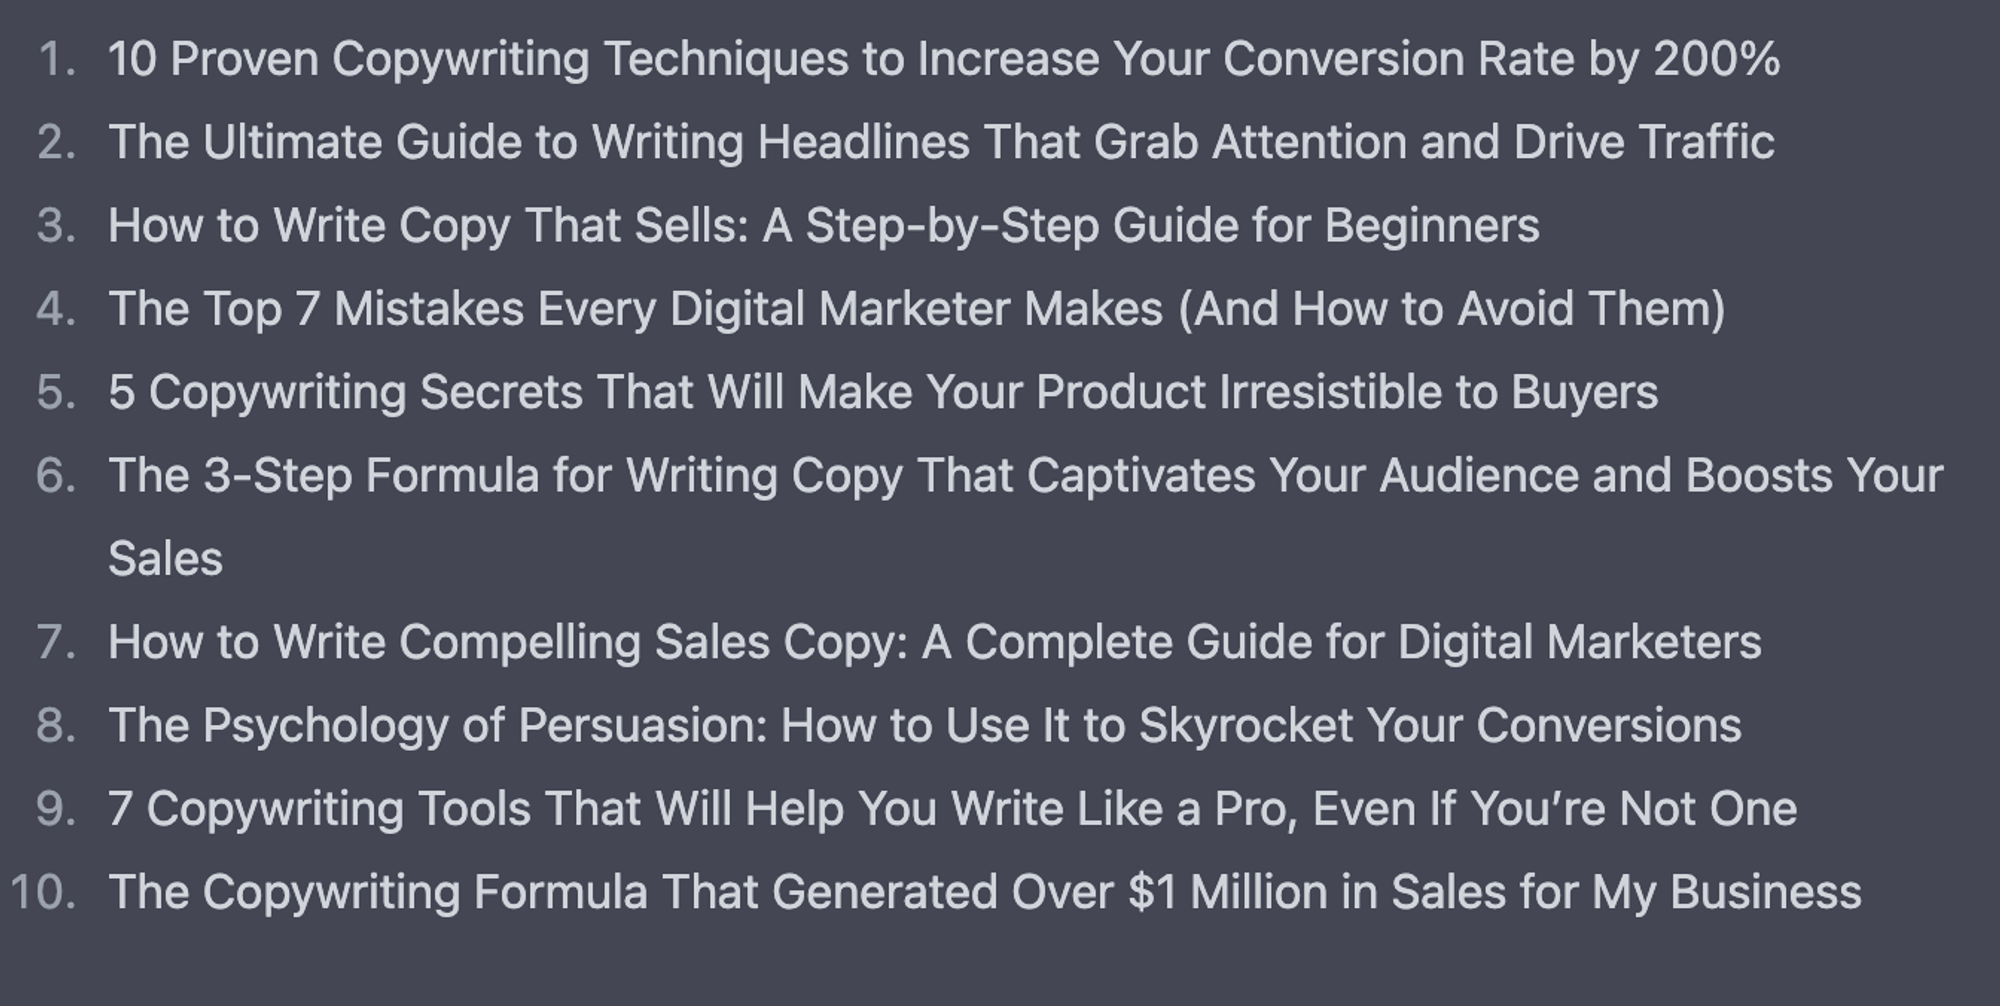 1. 10 Proven Copywriting Techniques to Increase Your Conversion Rate by 200%
2. The Ultimate Guide to Writing Headlines That Grab Attention and Drive Traffic
3. How to Write Copy That Sells: A Step-by-Step Guide for Beginners
4. The Top 7 Mistakes Every Digital Marketer Makes (And How to Avoid Them)
5. 5 Copywriting Secrets That Will Make Your Product Irresistible to Buyers
6. The 3-Step Formula for Writing Copy That Captivates Your Audience and Boosts Your
Sales
7. How to Write Compelling Sales Copy: A Complete Guide for Digital Marketers
8. The Psychology of Persuasion: How to Use It to Skyrocket Your Conversions
9. 7 Copywriting Tools That Will Help You Write Like a Pro, Even If You’re Not One
10. The Copywriting Formula That Generated Over $1 Million in Sales for My Business